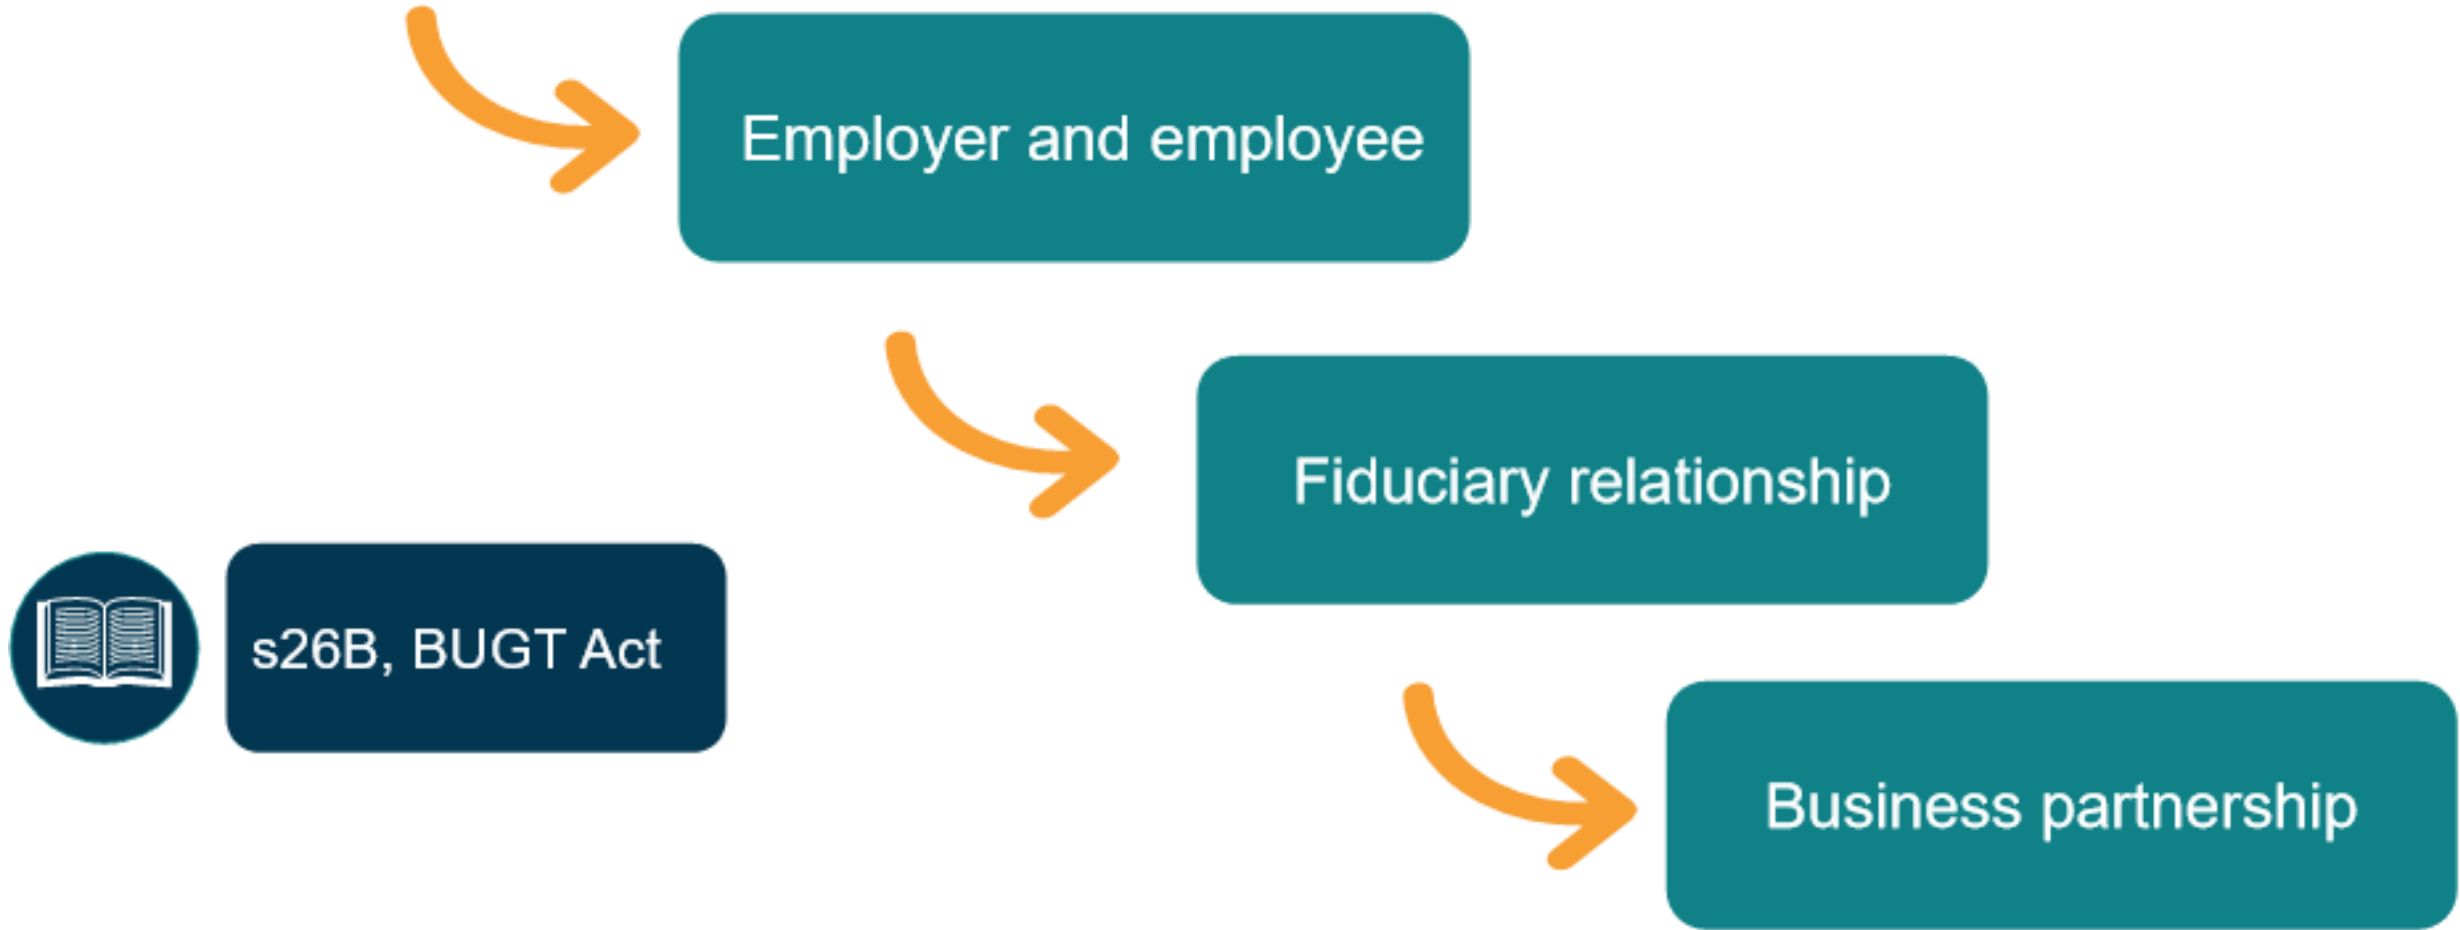 Employer and employee
Fiduciary relationship
s26B, BUGT Act
Business partnership